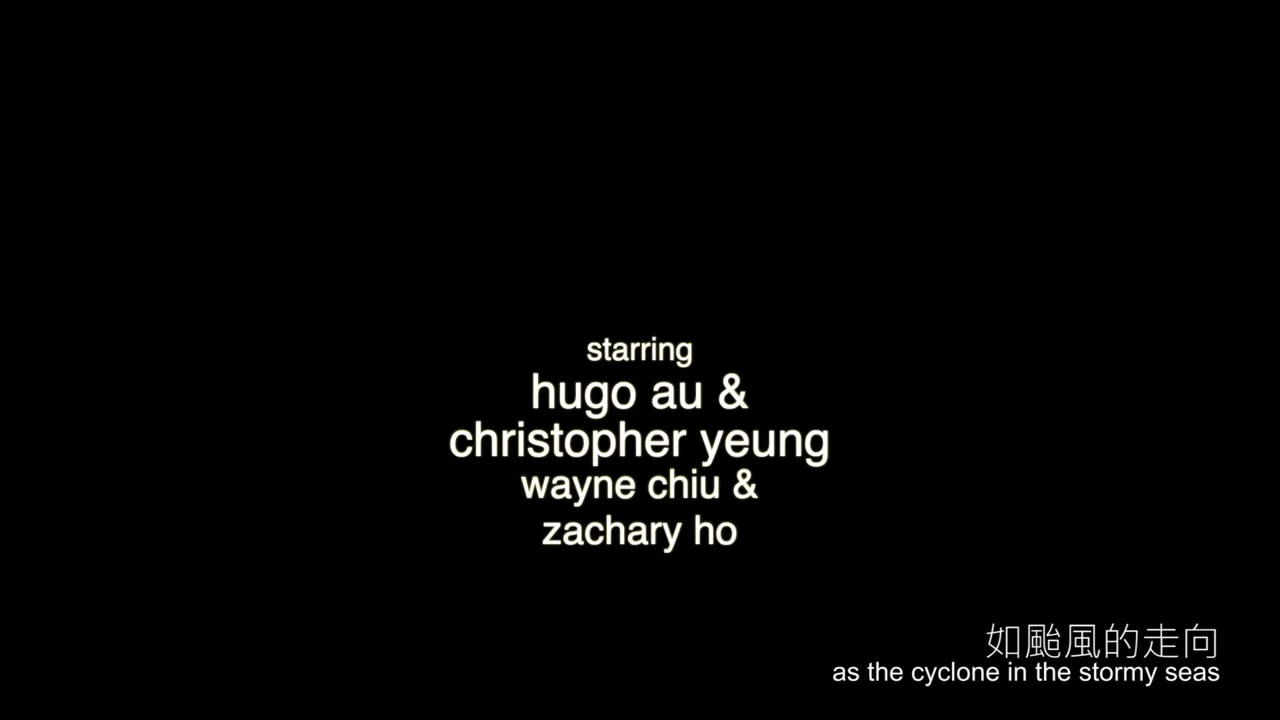 starring
hugo au &
christopher yeung
wayne chiu &
zachary ho
如颱風的走向
as the cyclone in the stormy seas